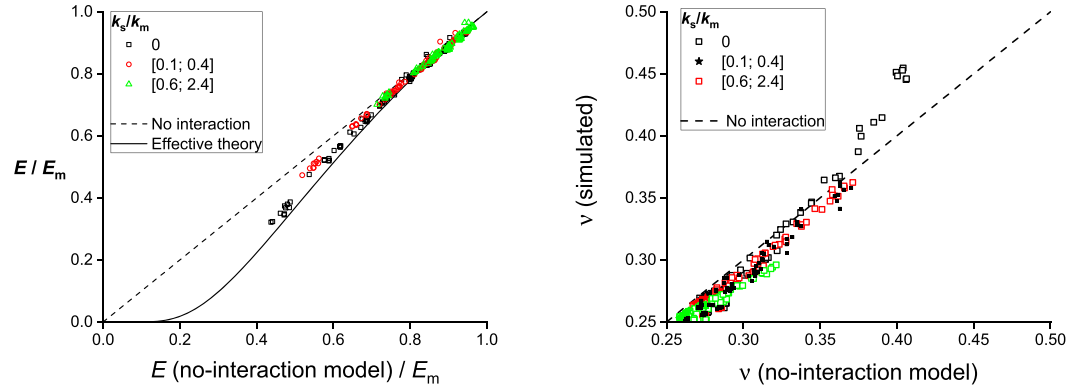 k_s/k_m
0
[0.1; 0.4]
[0.6; 2.4]
No interaction
Effective theory
1.0
0.8
0.6
0.4
0.2
0.0
E / E_m
0.0 0.2 0.4 0.6 0.8 1.0
E (no-interaction model) / E_m
k_s/k_m
0
[0.1; 0.4]
[0.6; 2.4]
No interaction
0.50
0.45
0.40
0.35
0.30
0.25
ν (simulated)
0.25 0.30 0.35 0.40 0.45 0.50
ν (no-interaction model)